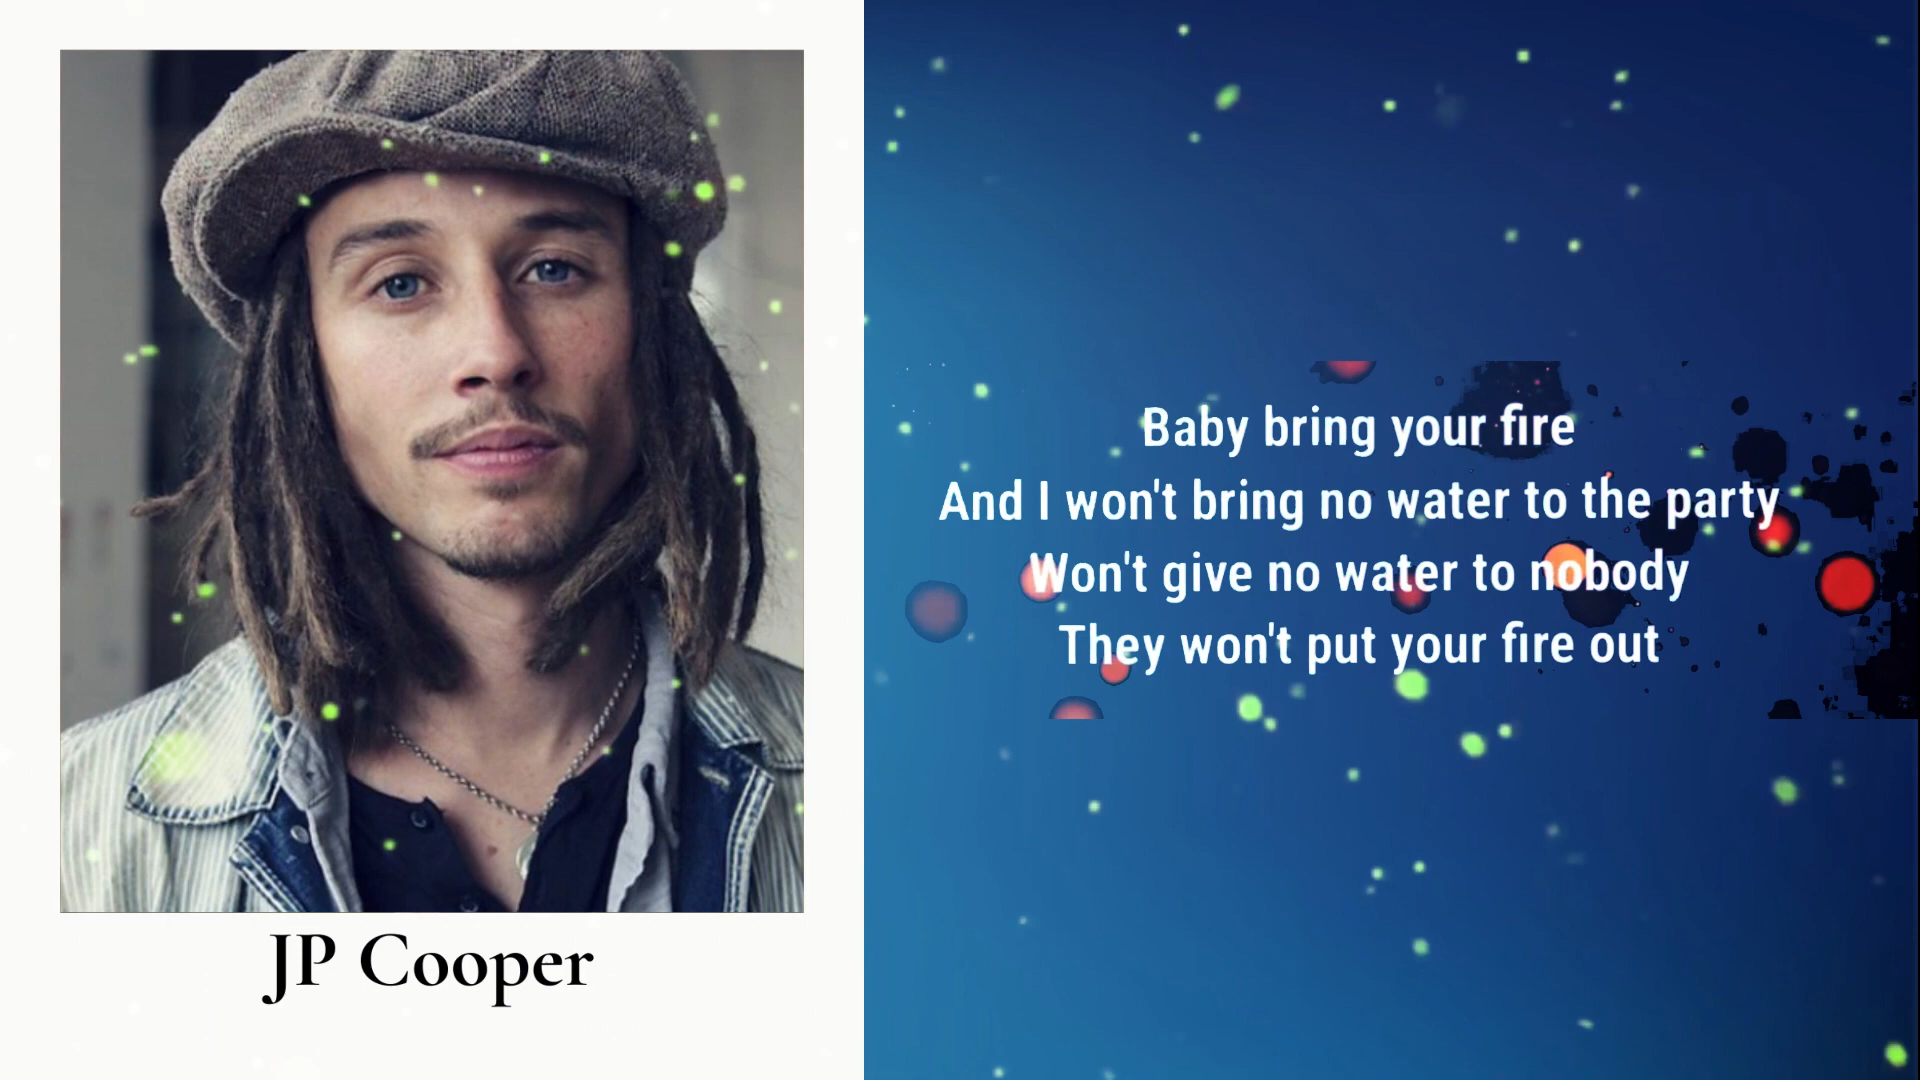 JP Cooper
Baby bring your fire
And I won't bring no water to the party
Won't give no water to nobody
They won't put your fire out